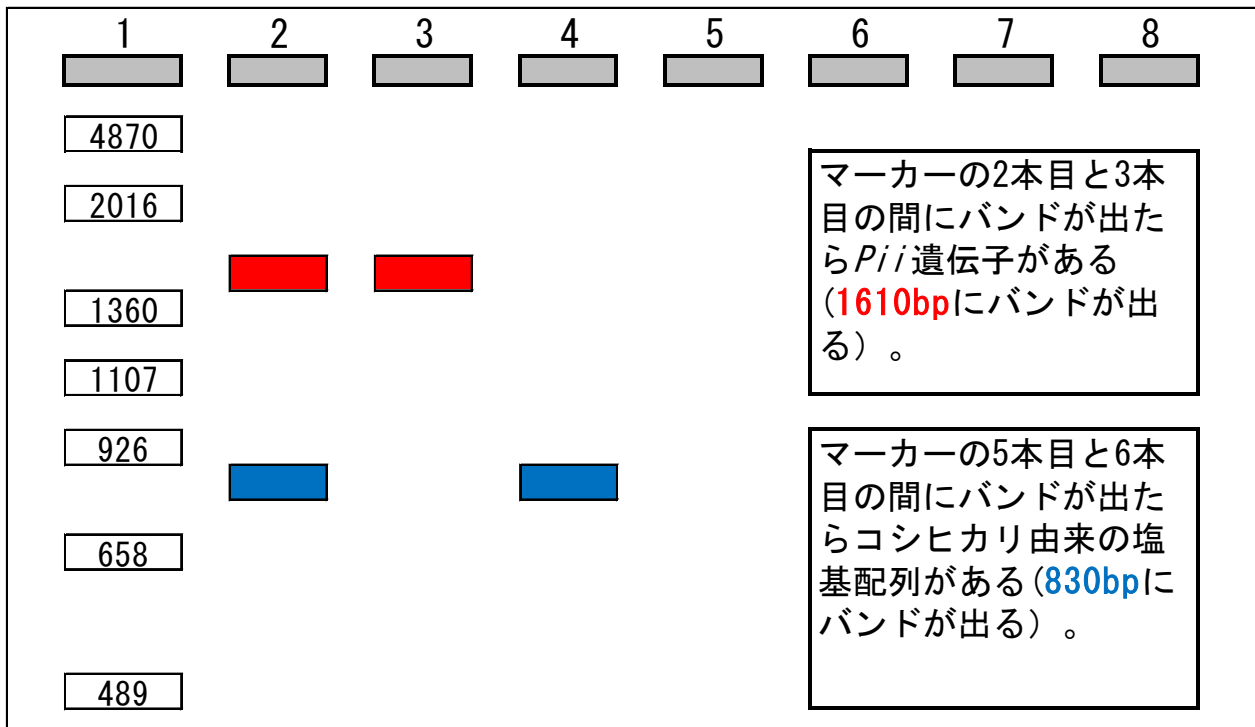 1 2 3 4 5 6 7 8
4870
2016
1360
1107
926
658
489
マーカーの2本目と3本
目の間にバンドが出た
らPii遺伝子がある
(1610bpにバンドが出
る）。
マーカーの5本目と6本
目の間にバンドが出た
らコシヒカリ由来の塩
基配列がある(830bpに
バンドが出る）。